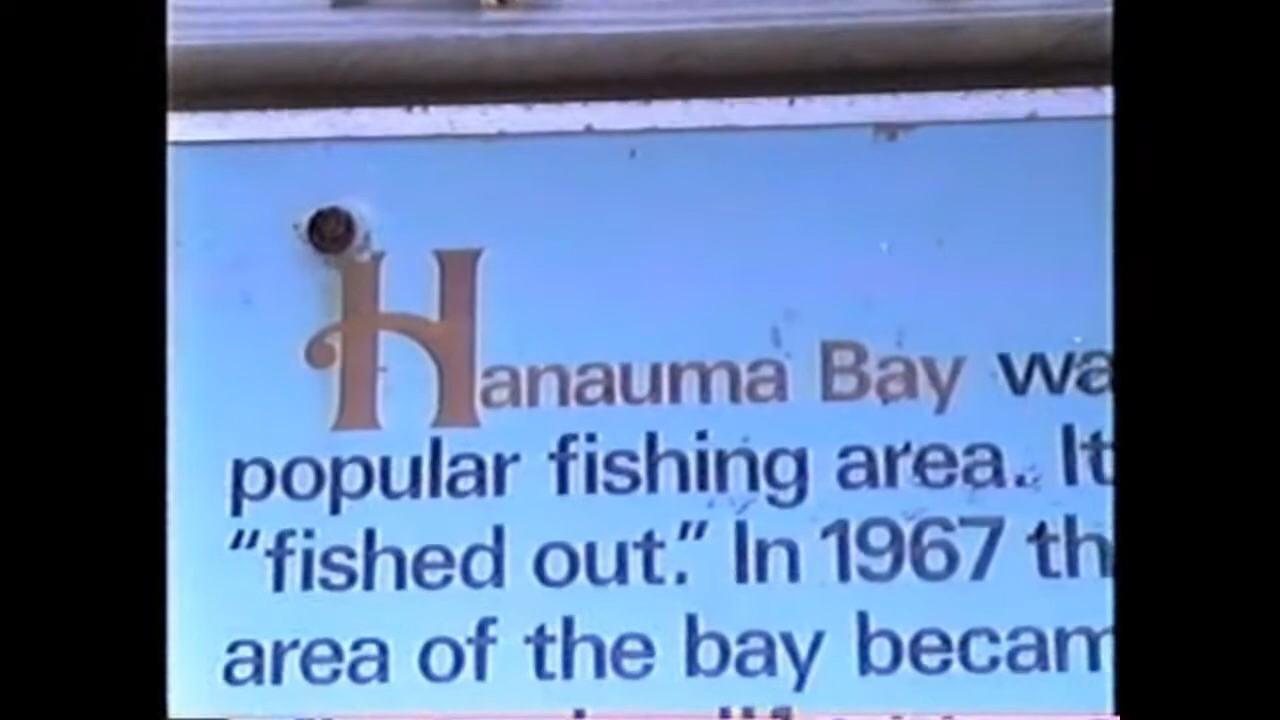 Hanauma Bay wa
popular fishing area. It
“fished out.” In 1967 th
area of the bay becam